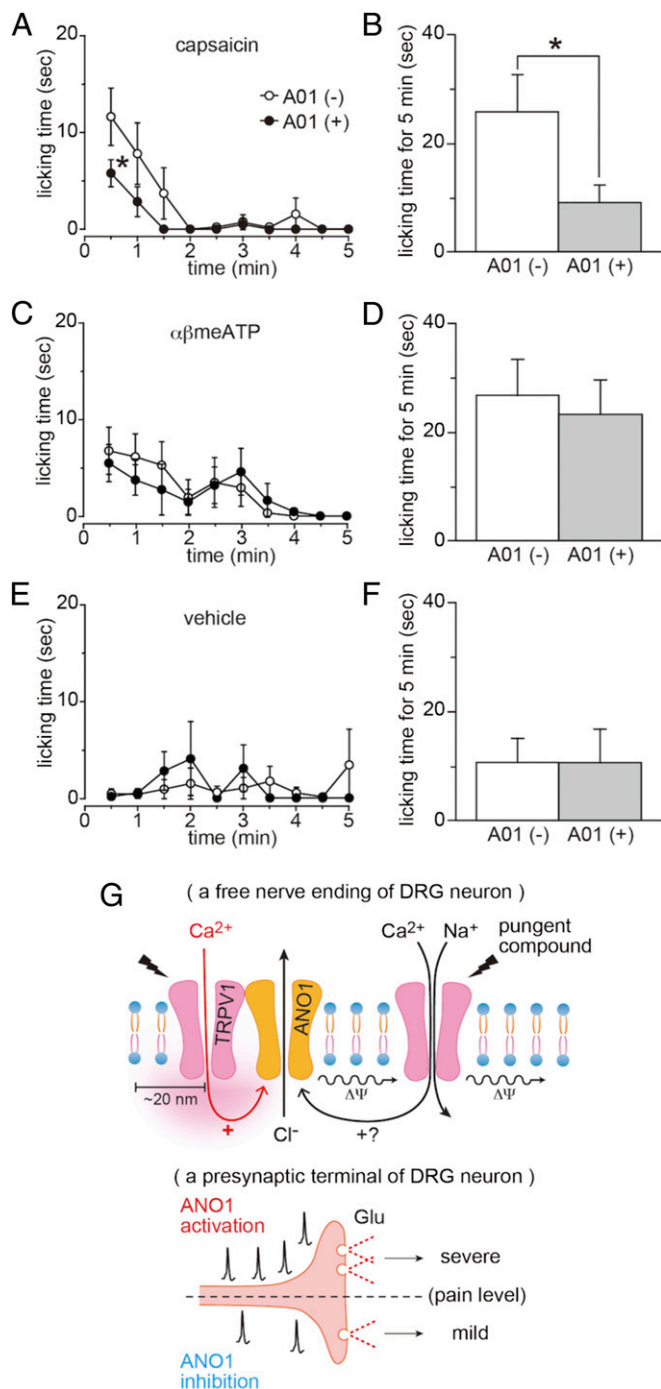 A
capsaicin
licking time (sec)
20
10
0
A01 (-)
A01 (+)
*
0 1 2 3 4 5
time (min)
B
licking time for 5 min (sec)
40
20
0
*
A01 (-) A01 (+)
C
αβmeATP
licking time (sec)
20
10
0
0 1 2 3 4 5
time (min)
D
licking time for 5 min (sec)
40
20
0
A01 (-) A01 (+)
E
vehicle
licking time (sec)
20
10
0
0 1 2 3 4 5
time (min)
F
licking time for 5 min (sec)
40
20
0
A01 (-) A01 (+)
G
( a free nerve ending of DRG neuron )
Ca²⁺
Ca²⁺ Na⁺
pungent
compound
TRPV1
ANO1
~20 nm
+
Cl⁻
+?
ΔΨ
ΔΨ
( a presynaptic terminal of DRG neuron )
ANO1
activation
Glu
severe
(pain level)
mild
ANO1
inhibition